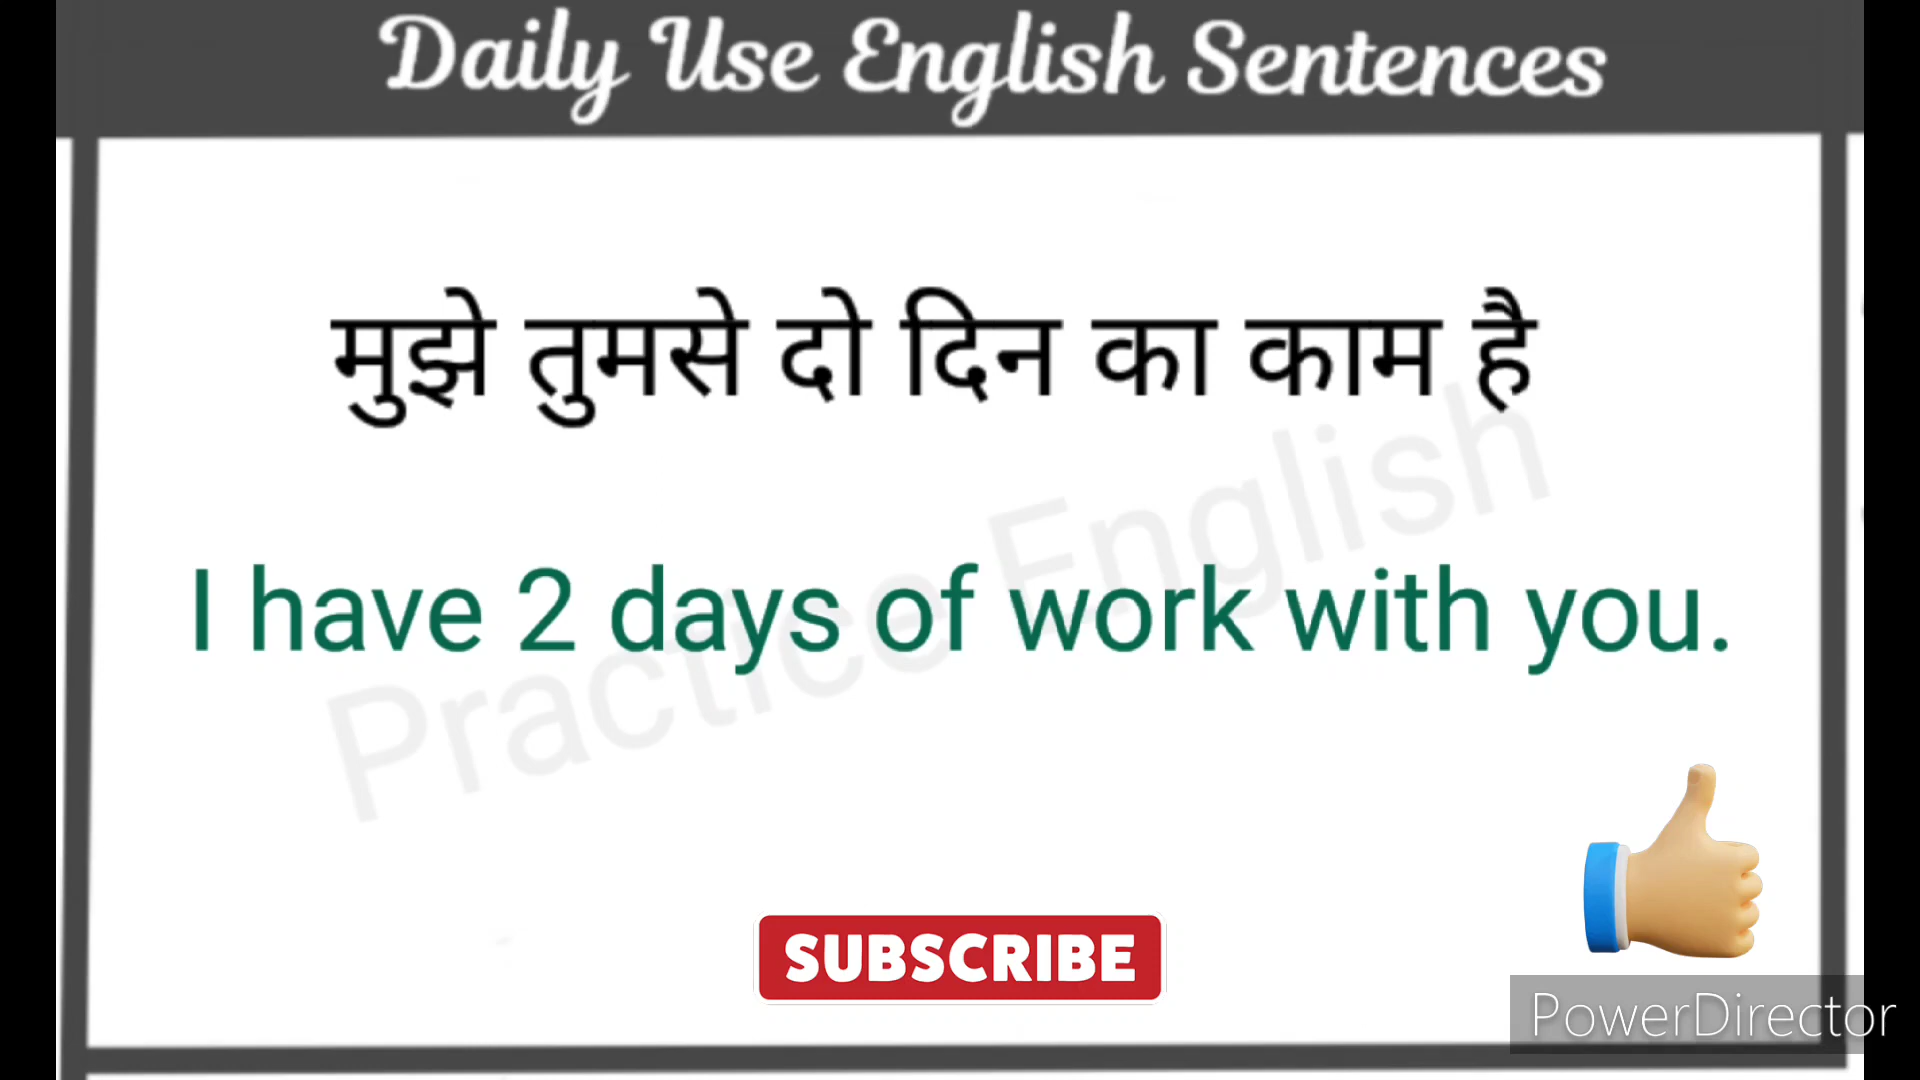 Daily Use English Sentences
मुझे तुमसे दो दिन का काम है
I have 2 days of work with you.
Practice English
SUBSCRIBE
PowerDirector